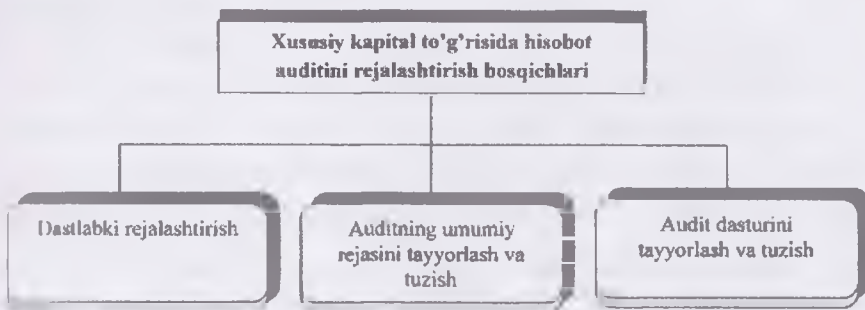 Xususiy kapital to'g'risida hisobot
auditini rejalashtirish bosqichlari
Dastlabki rejalashtirish
Auditning umumiy
rejasini tayyorlash va
tuzish
Audit dasturini
tayyorlash va tuzish